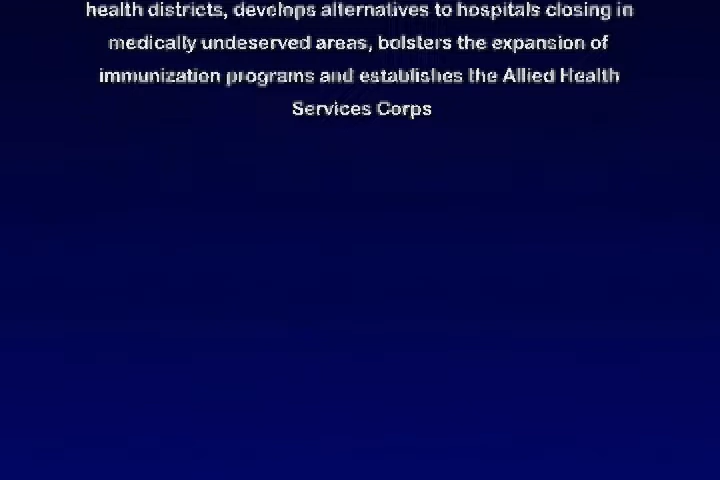 health districts, develops alternatives to hospitals closing in
medically undeserved areas, bolsters the expansion of
immunization programs and establishes the Allied Health
Services Corps